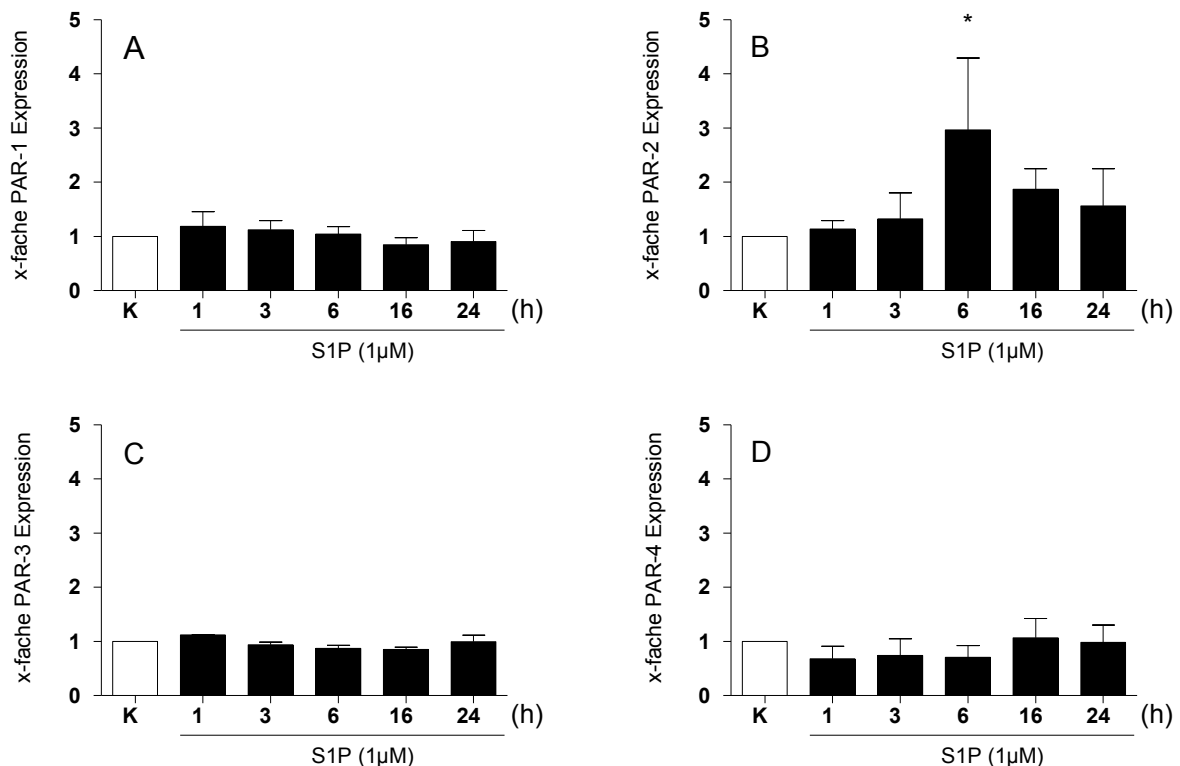 A
x-fache PAR-1 Expression
5
4
3
2
1
0
K 1 3 6 16 24 (h)
S1P (1µM)
B
x-fache PAR-2 Expression
5
4
3
2
1
0
*
K 1 3 6 16 24 (h)
S1P (1µM)
C
x-fache PAR-3 Expression
5
4
3
2
1
0
K 1 3 6 16 24 (h)
S1P (1µM)
D
x-fache PAR-4 Expression
5
4
3
2
1
0
K 1 3 6 16 24 (h)
S1P (1µM)